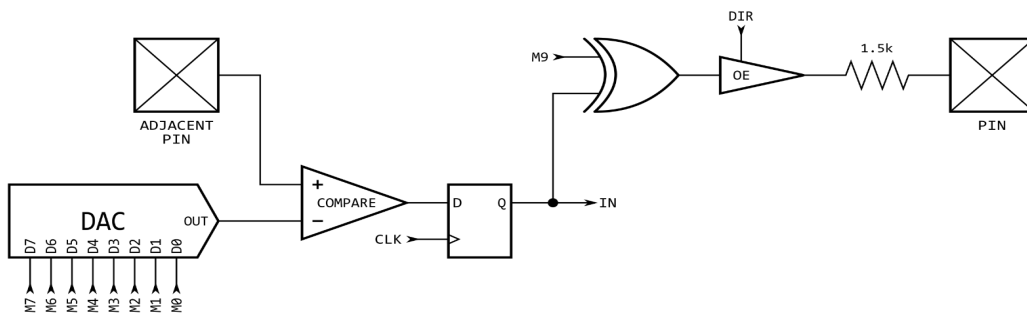 DIR
M9
OE
1.5k
ADJACENT
PIN
PIN
+
COMPARE
−
D
Q
IN
CLK
DAC
OUT
D7 D6 D5 D4 D3 D2 D1 D0
M7 M6 M5 M4 M3 M2 M1 M0